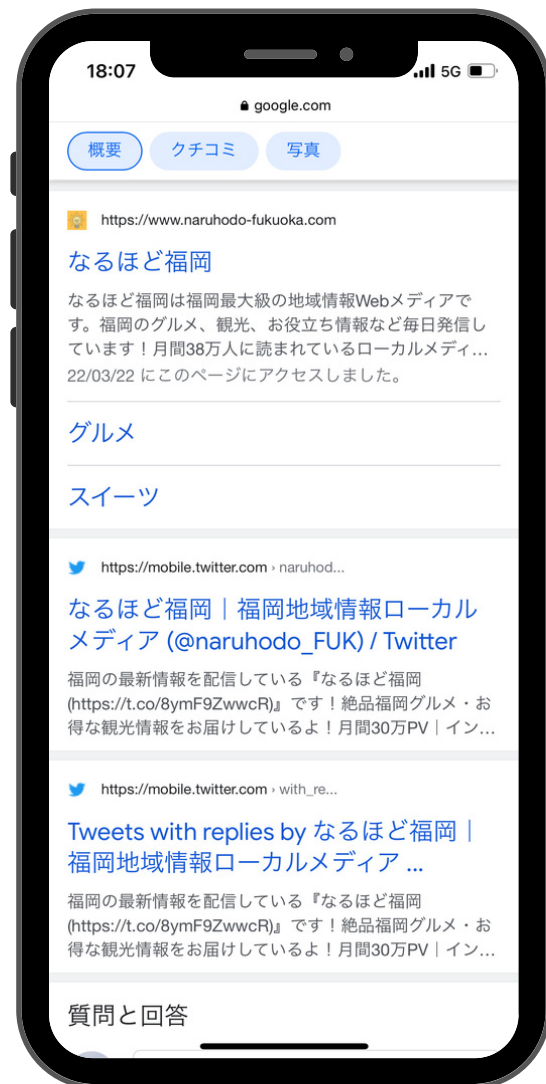 18:07
5G
google.com
概要 クチコミ 写真
https://www.naruhodo-fukuoka.com
なるほど福岡
なるほど福岡は福岡最大級の地域情報Webメディアで
す。福岡のグルメ、観光、お役立ち情報など毎日発信し
ています！月間38万人に読まれているローカルメディ...
22/03/22 にこのページにアクセスしました。
グルメ
スイーツ
https://mobile.twitter.com › naruhod...
なるほど福岡｜福岡地域情報ローカル
メディア (@naruhodo_FUK) / Twitter
福岡の最新情報を配信している『なるほど福岡
(https://t.co/8ymF9ZwwcR)』です！絶品福岡グルメ・お
得な観光情報をお届けしているよ！月間30万PV｜イン...
https://mobile.twitter.com › with_re...
Tweets with replies by なるほど福岡｜
福岡地域情報ローカルメディア ...
福岡の最新情報を配信している『なるほど福岡
(https://t.co/8ymF9ZwwcR)』です！絶品福岡グルメ・お
得な観光情報をお届けしているよ！月間30万PV｜イン...
質問と回答